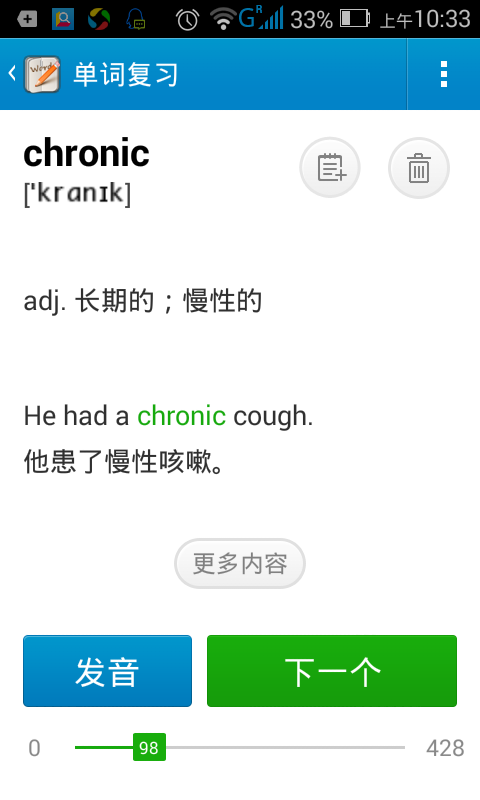 G R 33% 上午10:33
Words 单词复习
chronic
['kranɪk]
adj. 长期的；慢性的
He had a chronic cough.
他患了慢性咳嗽。
更多内容
发音 下一个
0 98 428